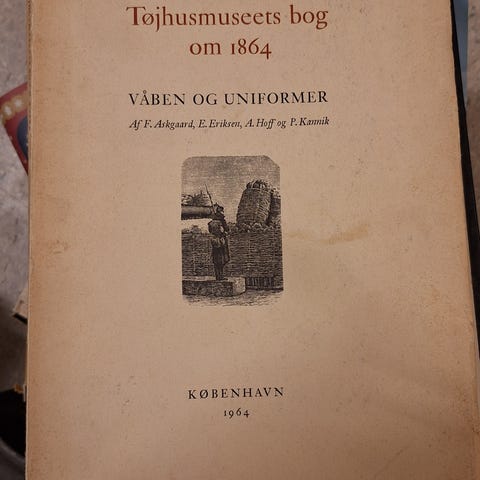 Tøjhusmuseets bog
om 1864
VÅBEN OG UNIFORMER
Af F. Askgaard, E. Eriksen, A. Hoff og P. Kannik
KØBENHAVN
1964